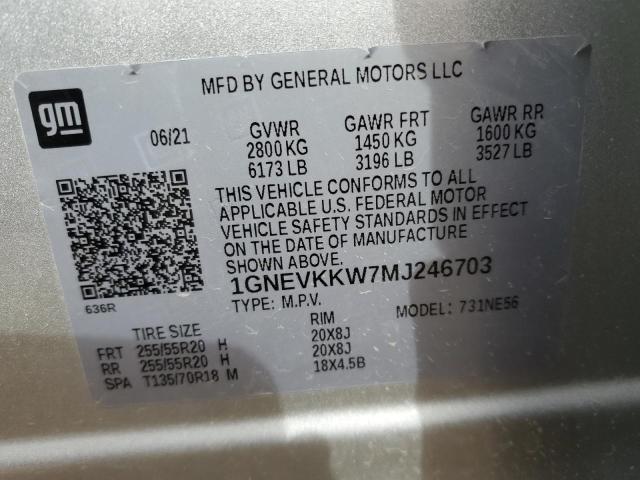 gm
MFD BY GENERAL MOTORS LLC
06/21
GVWR GAWR FRT GAWR RR
2800 KG 1450 KG 1600 KG
6173 LB 3196 LB 3527 LB
THIS VEHICLE CONFORMS TO ALL
APPLICABLE U.S. FEDERAL MOTOR
VEHICLE SAFETY STANDARDS IN EFFECT
ON THE DATE OF MANUFACTURE
SHOWN ABOVE.
1GNEVKKW7MJ246703
636R
TYPE: M.P.V. MODEL: 731NE56
TIRE SIZE RIM
FRT 255/55R20 H 20X8J
RR 255/55R20 H 20X8J
SPA T135/70R18 M 18X4.5B